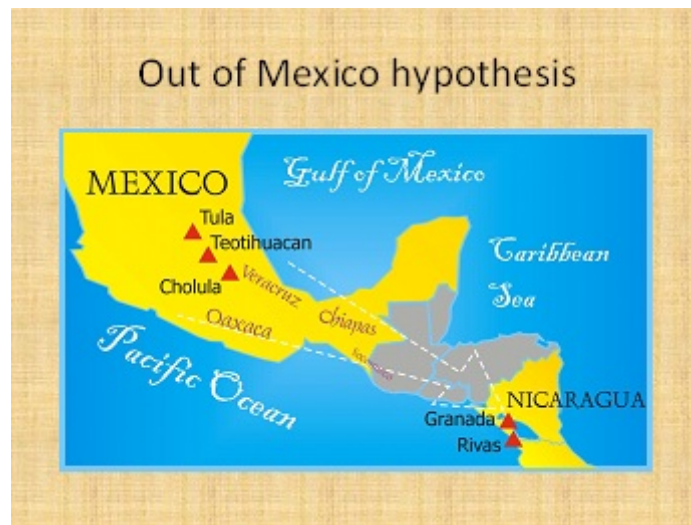 Out of Mexico hypothesis
Gulf of Mexico
MEXICO
Tula
Teotihuacan
Caribbean
Sea
Cholula
Veracruz
Chiapas
Oaxaca
Pacific Ocean
NICARAGUA
Granada
Rivas